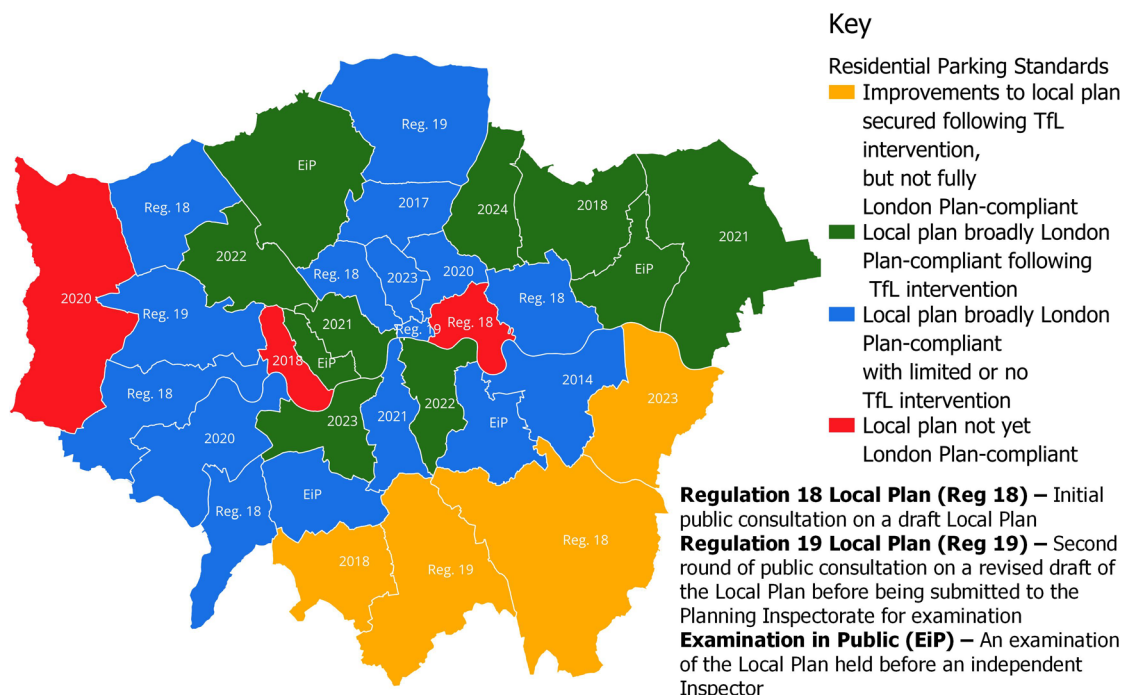 Key
Residential Parking Standards
Improvements to local plan
secured following TfL
intervention,
but not fully
London Plan-compliant
Local plan broadly London
Plan-compliant following
TfL intervention
Local plan broadly London
Plan-compliant
with limited or no
TfL intervention
Local plan not yet
London Plan-compliant
Regulation 18 Local Plan (Reg 18) – Initial
public consultation on a draft Local Plan
Regulation 19 Local Plan (Reg 19) – Second
round of public consultation on a revised draft of
the Local Plan before being submitted to the
Planning Inspectorate for examination
Examination in Public (EiP) – An examination
of the Local Plan held before an independent
Inspector
Reg. 19
EiP
Reg. 18
2017
2024
2018
2021
2022
EiP
Reg. 18
2023
2020
Reg. 18
2020
Reg. 19
2021
Reg. 19
Reg. 18
2018
EiP
2014
Reg. 18
2023
2022
2023
2021
EiP
2020
EiP
Reg. 18
2018
Reg. 19
Reg. 18